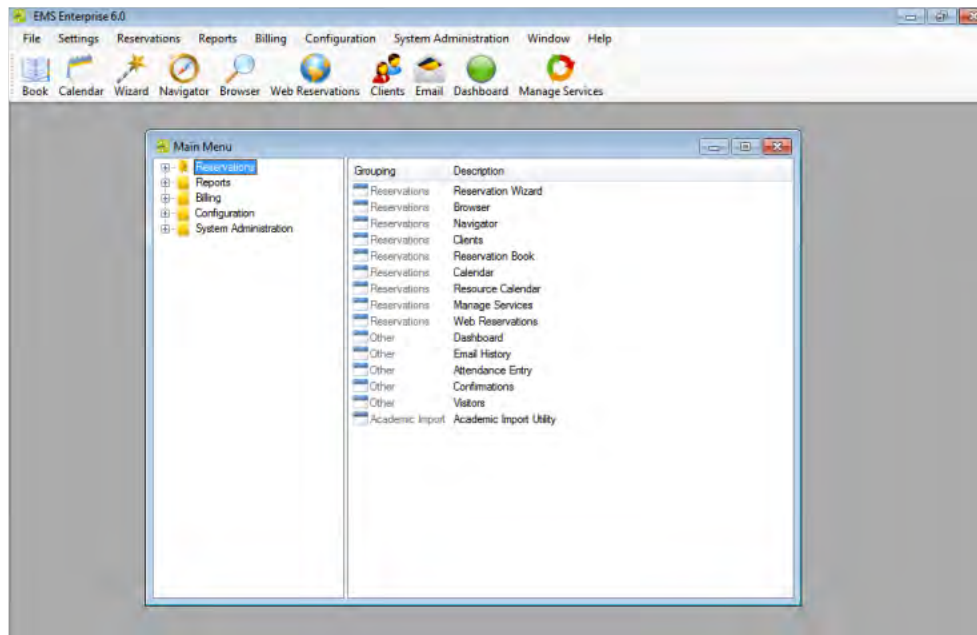 EMS Enterprise 6.0
File Settings Reservations Reports Billing Configuration System Administration Window Help
Book Calendar Wizard Navigator Browser Web Reservations Clients Email Dashboard Manage Services
Main Menu
Reservations
Reports
Billing
Configuration
System Administration
Grouping Description
Reservations Reservation Wizard
Reservations Browser
Reservations Navigator
Reservations Clients
Reservations Reservation Book
Reservations Calendar
Reservations Resource Calendar
Reservations Manage Services
Reservations Web Reservations
Other Dashboard
Other Email History
Other Attendance Entry
Other Confirmations
Other Visitors
Academic Import Academic Import Utility